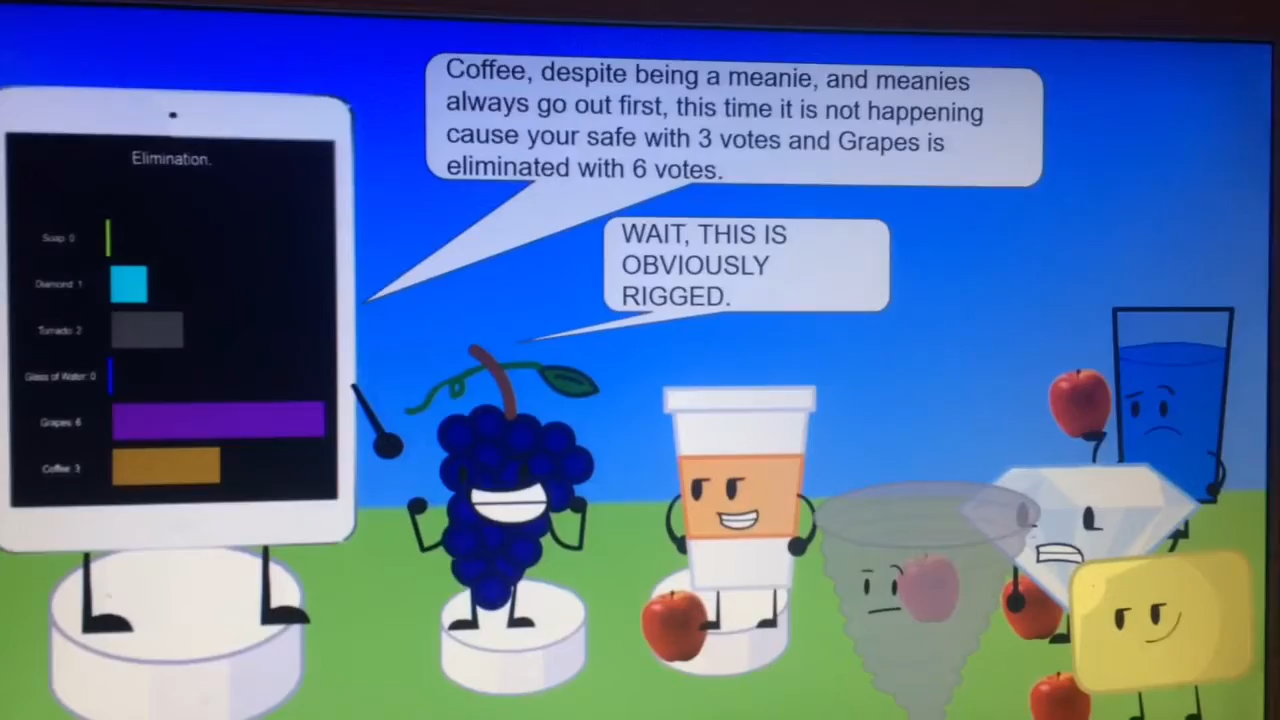 Coffee, despite being a meanie, and meanies
always go out first, this time it is not happening
cause your safe with 3 votes and Grapes is
eliminated with 6 votes.
WAIT, THIS IS
OBVIOUSLY
RIGGED.
Elimination.
Soap: 0
Diamond: 1
Tornado: 2
Glass of Water: 0
Grapes: 6
Coffee: 3